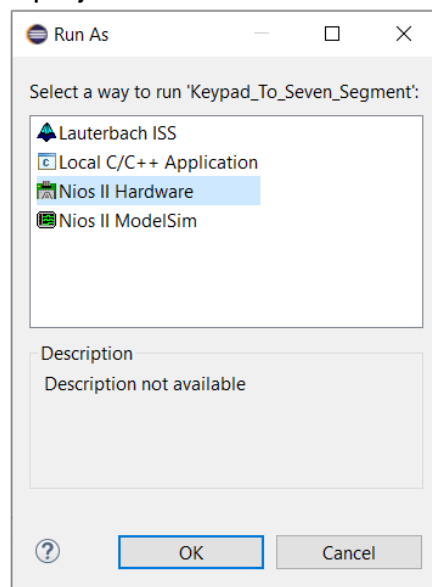 Run As
Select a way to run 'Keypad_To_Seven_Segment':
Lauterbach ISS
Local C/C++ Application
Nios II Hardware
Nios II ModelSim
Description
Description not available
OK
Cancel